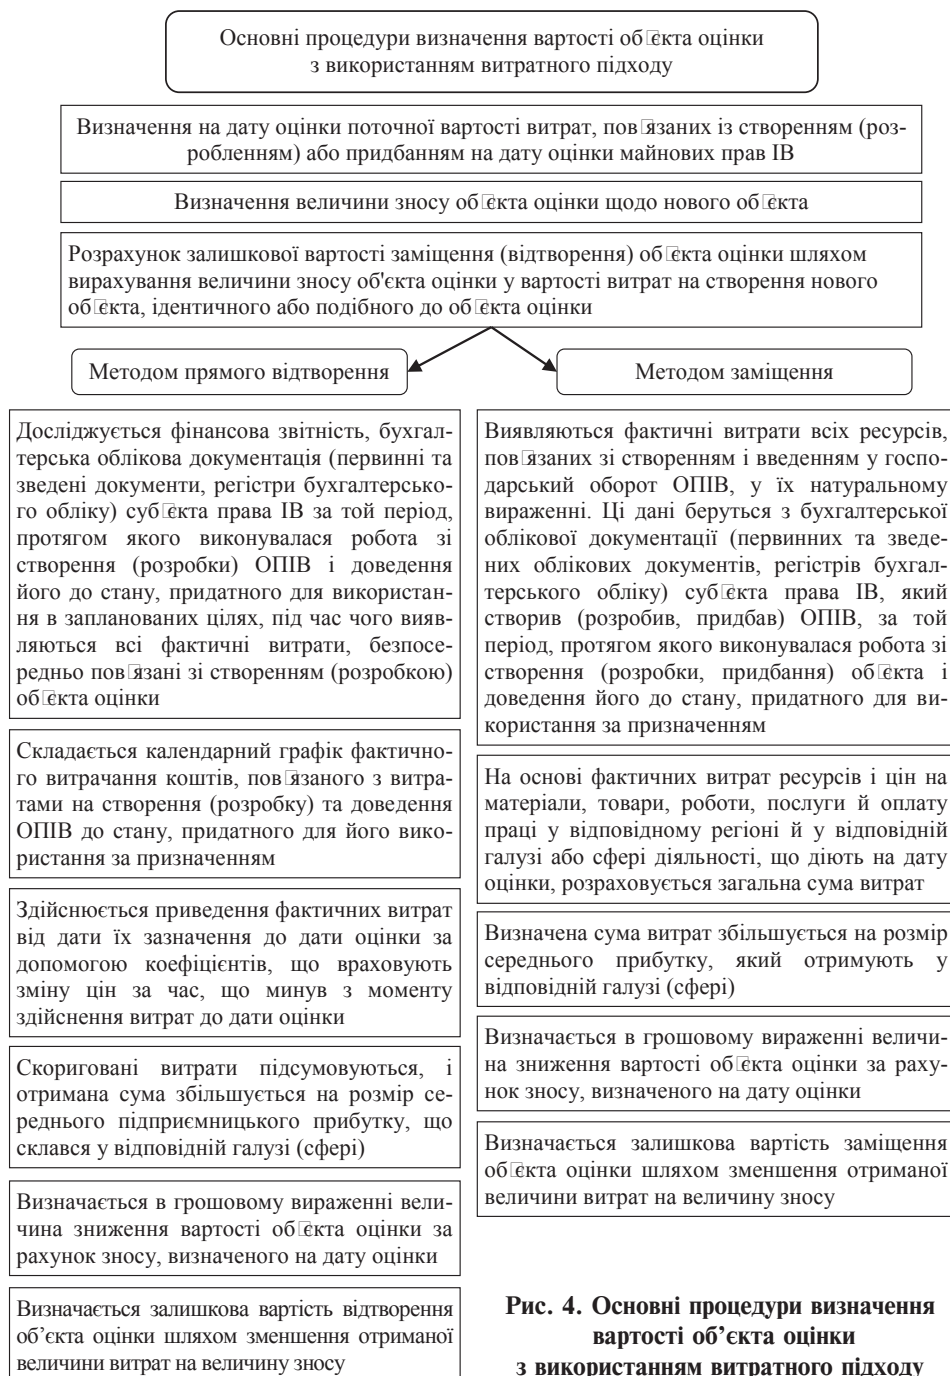 Основні процедури визначення вартості об єкта оцінки
з використанням витратного підходу
Визначення на дату оцінки поточної вартості витрат, пов язаних із створенням (роз-
робленням) або придбанням на дату оцінки майнових прав ІВ
Визначення величини зносу об єкта оцінки щодо нового об єкта
Розрахунок залишкової вартості заміщення (відтворення) об єкта оцінки шляхом
вирахування величини зносу об'єкта оцінки у вартості витрат на створення нового
об єкта, ідентичного або подібного до об єкта оцінки
Методом прямого відтворення
Досліджується фінансова звітність, бухгал-
терська облікова документація (первинні та
зведені документи, регістри бухгалтерсько-
го обліку) суб єкта права ІВ за той період,
протягом якого виконувалася робота зі
створення (розробки) ОПІВ і доведення
його до стану, придатного для використан-
ня в запланованих цілях, під час чого вияв-
ляються всі фактичні витрати, безпосе-
редньо пов язані зі створенням (розробкою)
об єкта оцінки
Складається календарний графік фактично-
го витрачання коштів, пов язаного з витра-
тами на створення (розробку) та доведення
ОПІВ до стану, придатного для його вико-
ристання за призначенням
Здійснюється приведення фактичних витрат
від дати їх зазначення до дати оцінки за
допомогою коефіцієнтів, що враховують
зміну цін за час, що минув з моменту
здійснення витрат до дати оцінки
Скориговані витрати підсумовуються, і
отримана сума збільшується на розмір се-
реднього підприємницького прибутку, що
склався у відповідній галузі (сфері)
Визначається в грошовому вираженні вели-
чина зниження вартості об єкта оцінки за
рахунок зносу, визначеного на дату оцінки
Визначається залишкова вартість відтворення
об’єкта оцінки шляхом зменшення отриманої
величини витрат на величину зносу
Методом заміщення
Виявляються фактичні витрати всіх ресурсів,
пов язаних зі створенням і введенням у госпо-
дарський оборот ОПІВ, у їх натуральному
вираженні. Ці дані беруться з бухгалтерської
облікової документації (первинних та зведе-
них облікових документів, регістрів бухгал-
терського обліку) суб єкта права ІВ, який
створив (розробив, придбав) ОПІВ, за той
період, протягом якого виконувалася робота зі
створення (розробки, придбання) об єкта і
доведення його до стану, придатного для ви-
користання за призначенням
На основі фактичних витрат ресурсів і цін на
матеріали, товари, роботи, послуги й оплату
праці у відповідному регіоні й у відповідній
галузі або сфері діяльності, що діють на дату
оцінки, розраховується загальна сума витрат
Визначена сума витрат збільшується на розмір
середнього прибутку, який отримують у
відповідній галузі (сфері)
Визначається в грошовому вираженні величи-
на зниження вартості об єкта оцінки за раху-
нок зносу, визначеного на дату оцінки
Визначається залишкова вартість заміщення
об єкта оцінки шляхом зменшення отриманої
величини витрат на величину зносу
Рис. 4. Основні процедури визначення
вартості об’єкта оцінки
з використанням витратного підходу